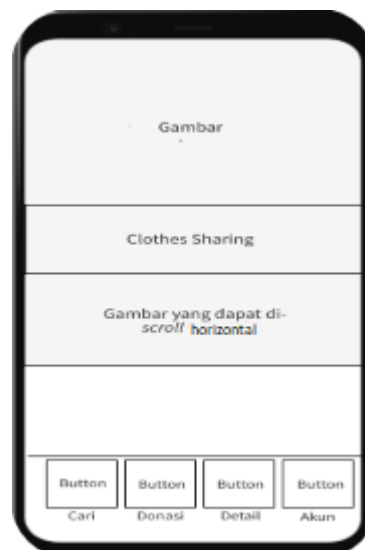 Gambar
Clothes Sharing
Gambar yang dapat di-
scroll horizontal
Button Button Button Button
Cari Donasi Detail Akun